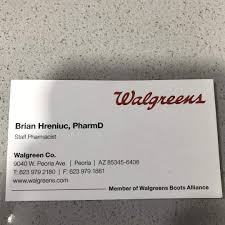 Walgreens
Brian Hreniuc, PharmD
Staff Pharmacist
Walgreen Co.
9040 W. Peoria Ave. | Peoria | AZ 85345-6406
T: 623 979 2180 | F: 623 979 1881
www.walgreens.com
Member of Walgreens Boots Alliance